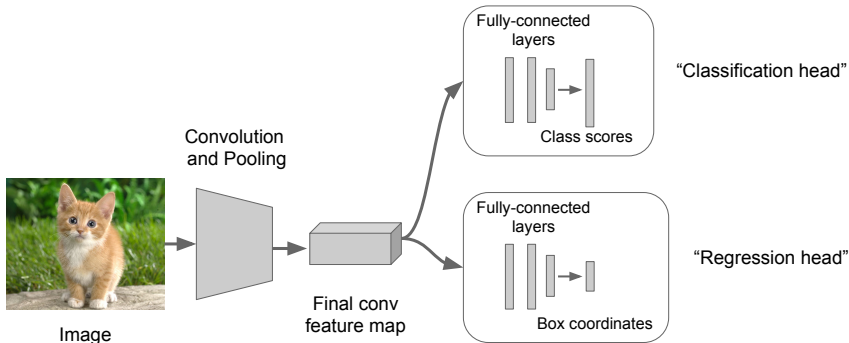 Fully-connected
layers
Class scores
“Classification head”
Convolution
and Pooling
Image
Final conv
feature map
Fully-connected
layers
Box coordinates
“Regression head”